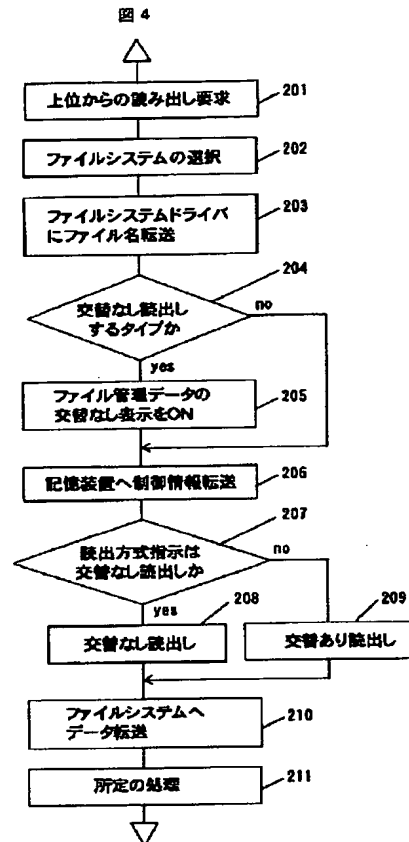 図 4
上位からの読み出し要求
201
ファイルシステムの選択
202
ファイルシステムドライバ
にファイル名転送
203
204
交替なし読出し
するタイプか
no
yes
ファイル管理データの
交替なし表示をON
205
記憶装置へ制御情報転送
206
207
読出方式指示は
交替なし読出しか
no
yes
208
209
交替なし読出し
交替あり読出し
ファイルシステムへ
データ転送
210
所定の処理
211